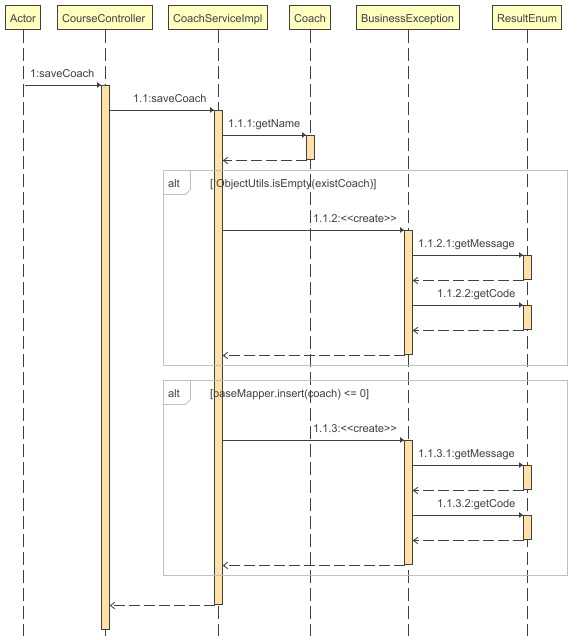 Actor CourseController CoachServiceImpl Coach BusinessException ResultEnum
1:saveCoach
1.1:saveCoach
1.1.1:getName
alt [ ObjectUtils.isEmpty(existCoach)]
1.1.2:<<create>>
1.1.2.1:getMessage
1.1.2.2:getCode
alt [baseMapper.insert(coach) <= 0]
1.1.3:<<create>>
1.1.3.1:getMessage
1.1.3.2:getCode